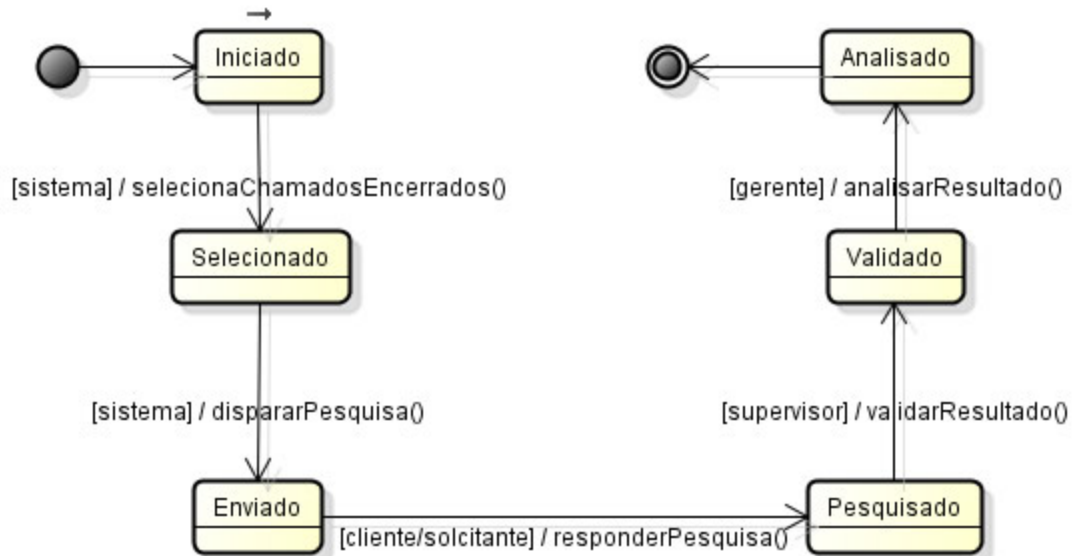 Iniciado
[sistema] / selecionaChamadosEncerrados()
Selecionado
[sistema] / dispararPesquisa()
Enviado
[cliente/solcitante] / responderPesquisa()
Pesquisado
[supervisor] / validarResultado()
Validado
[gerente] / analisarResultado()
Analisado